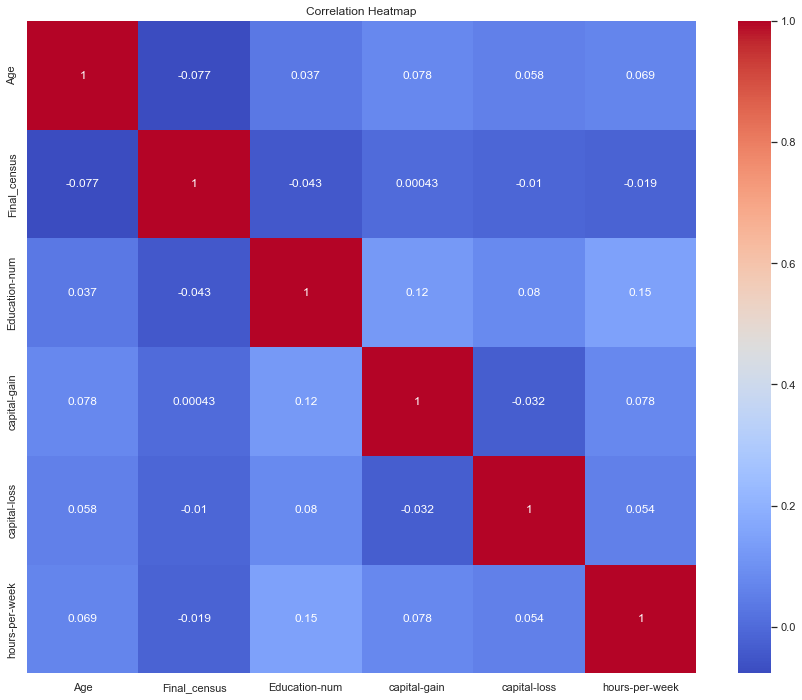 Correlation Heatmap
Age 1 -0.077 0.037 0.078 0.058 0.069
Final_census -0.077 1 -0.043 0.00043 -0.01 -0.019
Education-num 0.037 -0.043 1 0.12 0.08 0.15
capital-gain 0.078 0.00043 0.12 1 -0.032 0.078
capital-loss 0.058 -0.01 0.08 -0.032 1 0.054
hours-per-week 0.069 -0.019 0.15 0.078 0.054 1
Age Final_census Education-num capital-gain capital-loss hours-per-week
1.0
0.8
0.6
0.4
0.2
0.0